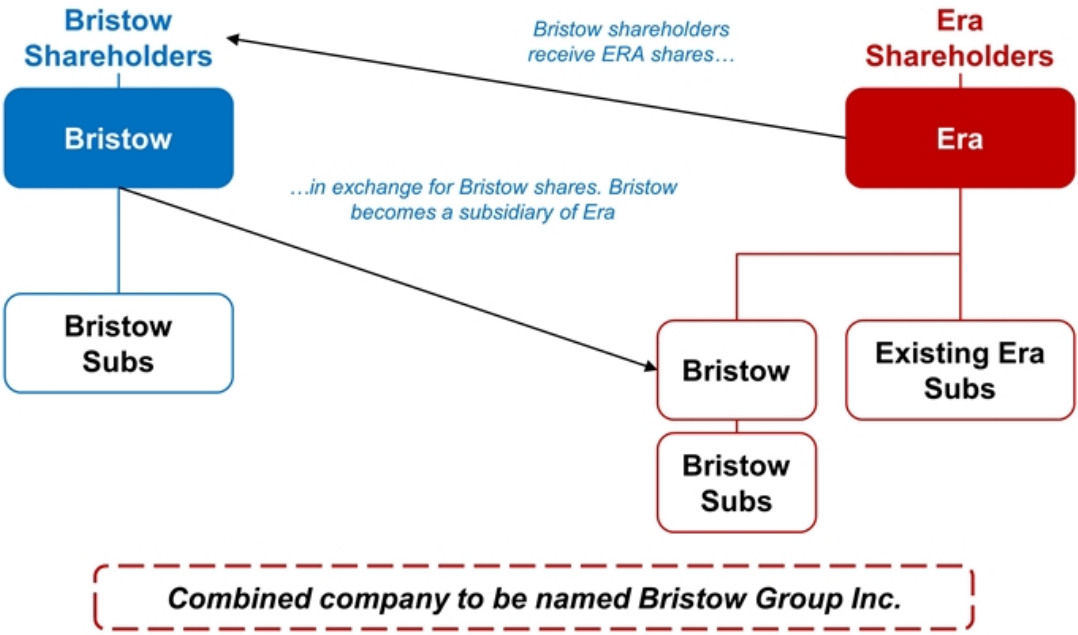 Bristow
Shareholders
Bristow shareholders
receive ERA shares…
Era
Shareholders
Bristow
Era
…in exchange for Bristow shares. Bristow
becomes a subsidiary of Era
Bristow
Subs
Bristow
Existing Era
Subs
Bristow
Subs
Combined company to be named Bristow Group Inc.